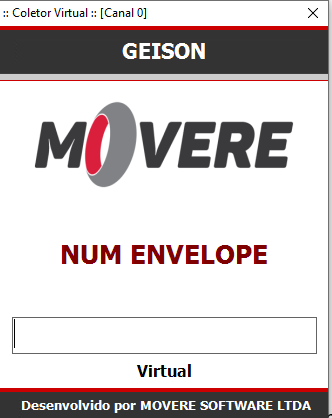 :: Coletor Virtual :: [Canal 0]
GEISON
MOVERE
NUM ENVELOPE
Virtual
Desenvolvido por MOVERE SOFTWARE LTDA